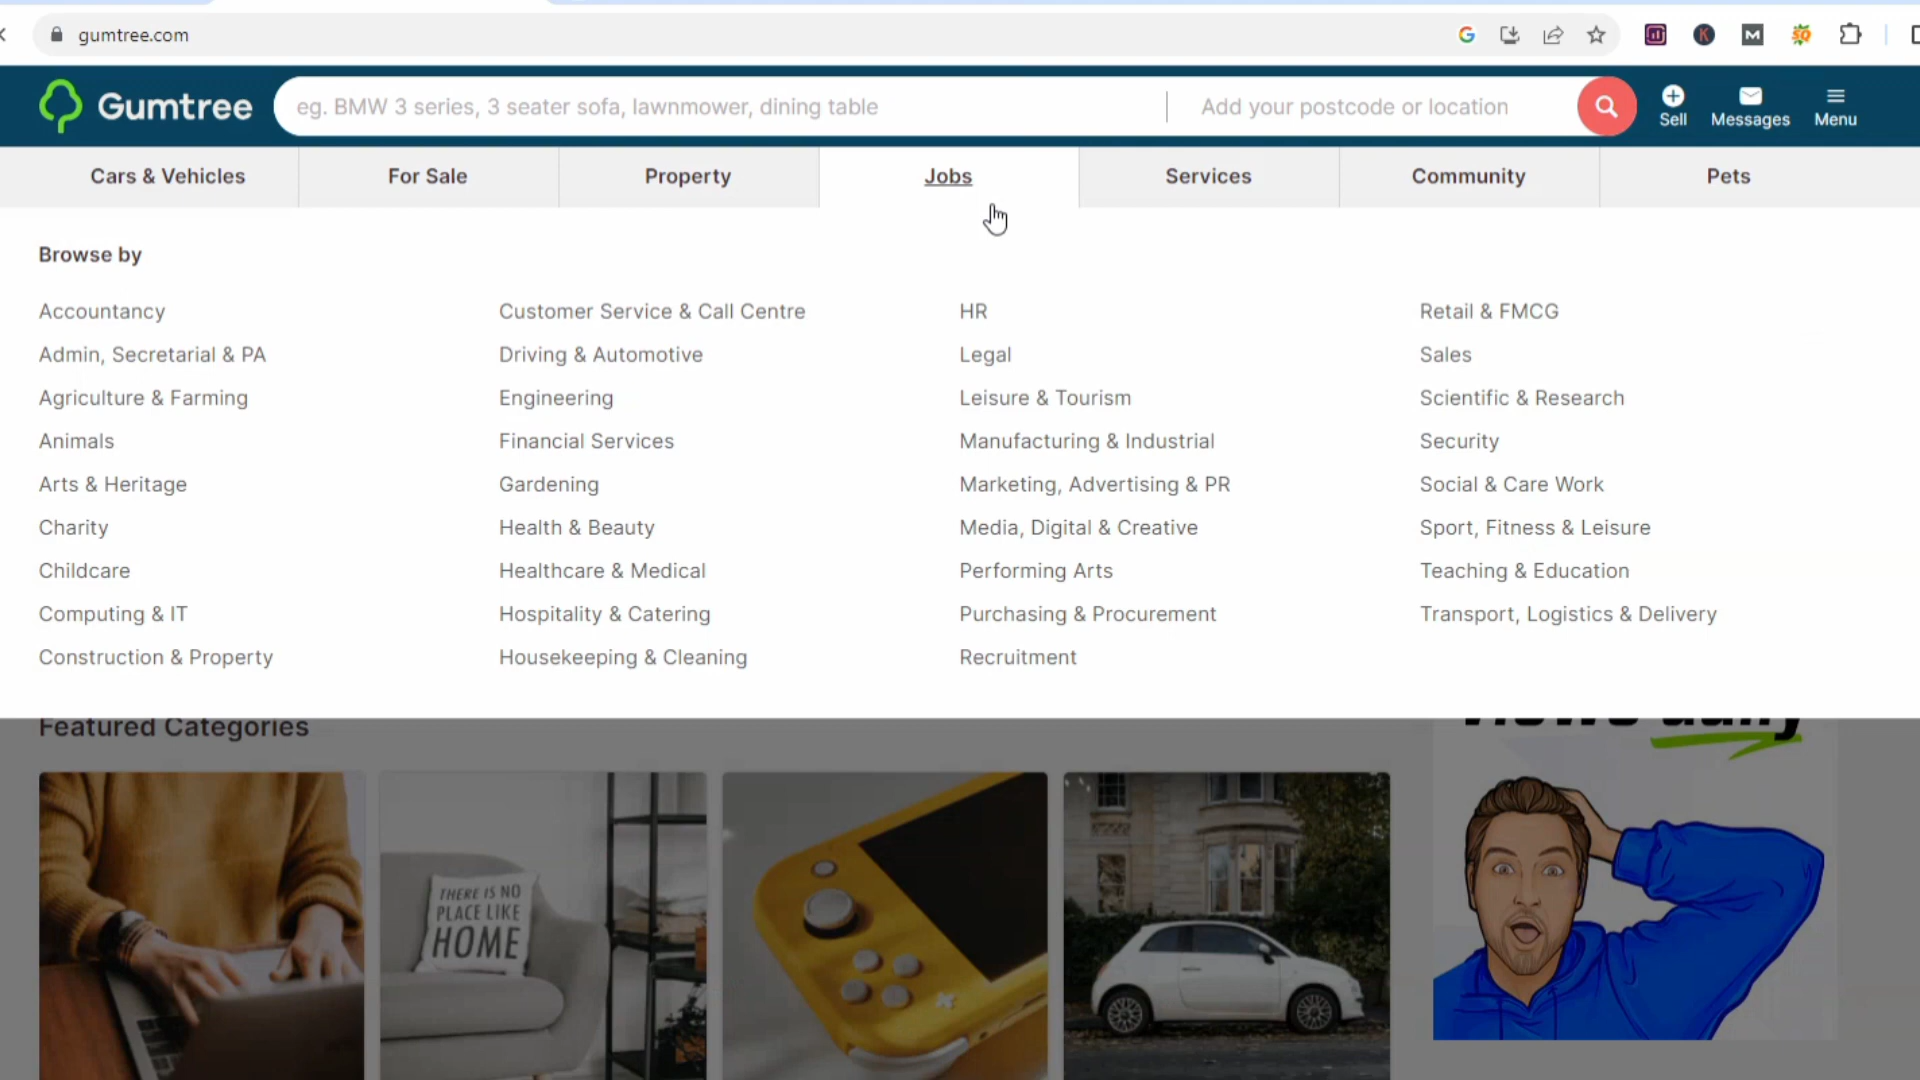 gumtree.com
Gumtree
eg. BMW 3 series, 3 seater sofa, lawnmower, dining table
Add your postcode or location
Sell
Messages
Menu
Cars & Vehicles
For Sale
Property
Jobs
Services
Community
Pets
Browse by
Accountancy
Admin, Secretarial & PA
Agriculture & Farming
Animals
Arts & Heritage
Charity
Childcare
Computing & IT
Construction & Property
Customer Service & Call Centre
Driving & Automotive
Engineering
Financial Services
Gardening
Health & Beauty
Healthcare & Medical
Hospitality & Catering
Housekeeping & Cleaning
HR
Legal
Leisure & Tourism
Manufacturing & Industrial
Marketing, Advertising & PR
Media, Digital & Creative
Performing Arts
Purchasing & Procurement
Recruitment
Retail & FMCG
Sales
Scientific & Research
Security
Social & Care Work
Sport, Fitness & Leisure
Teaching & Education
Transport, Logistics & Delivery
Featured Categories
THERE IS NO
PLACE LIKE
HOME